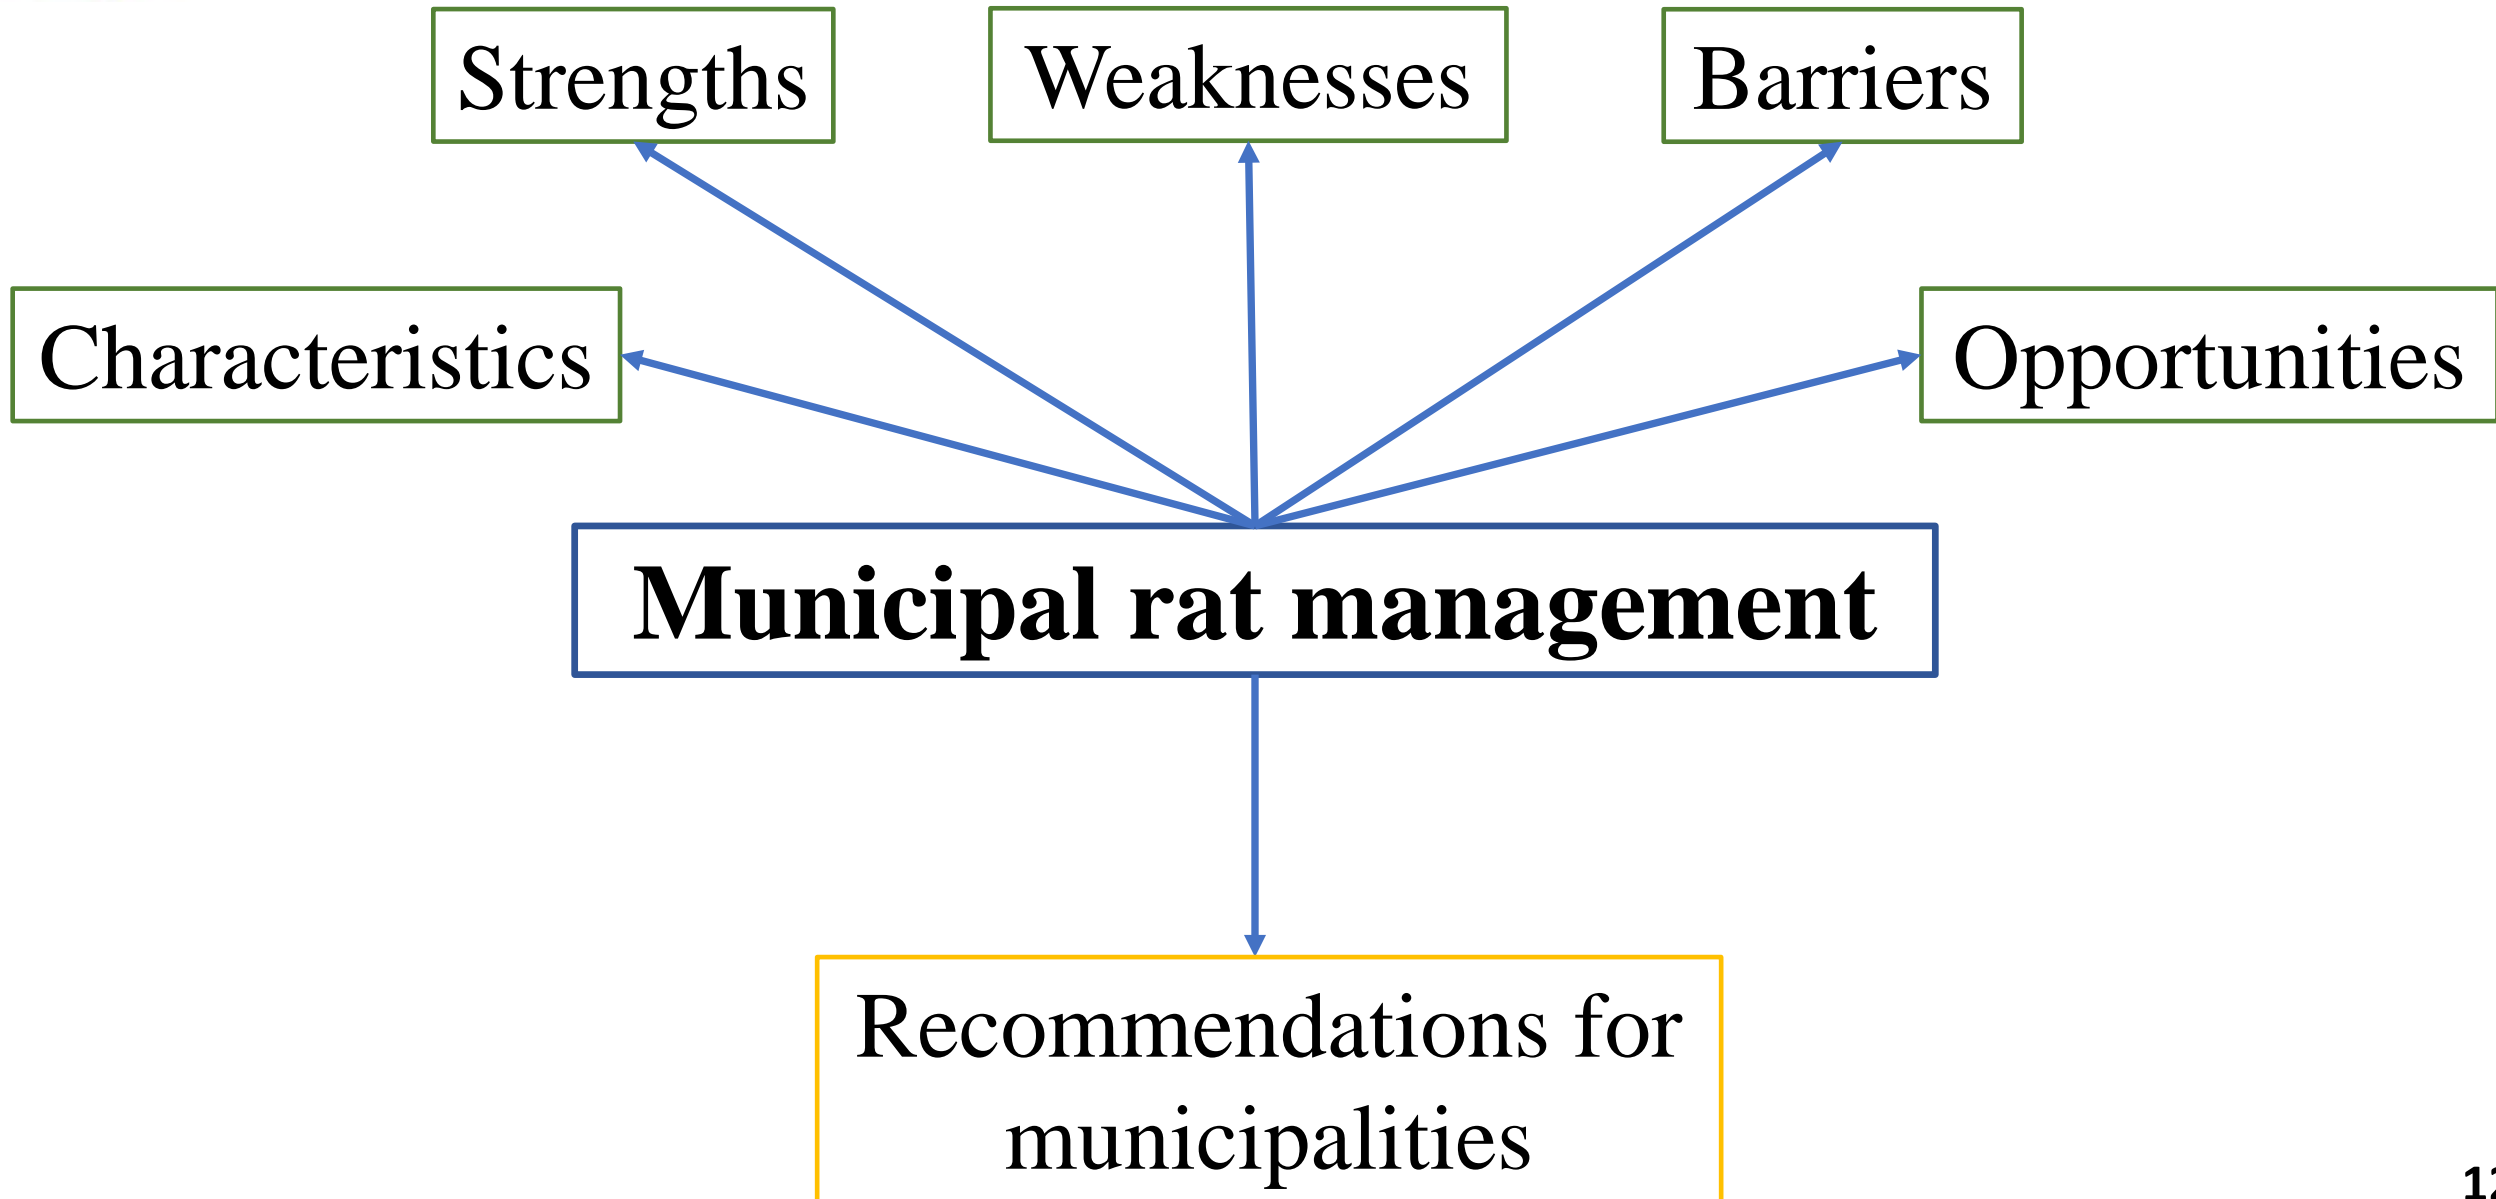 Strengths
Weaknesses
Barriers
Characteristics
Opportunities
Municipal rat management
Recommendations for
municipalities